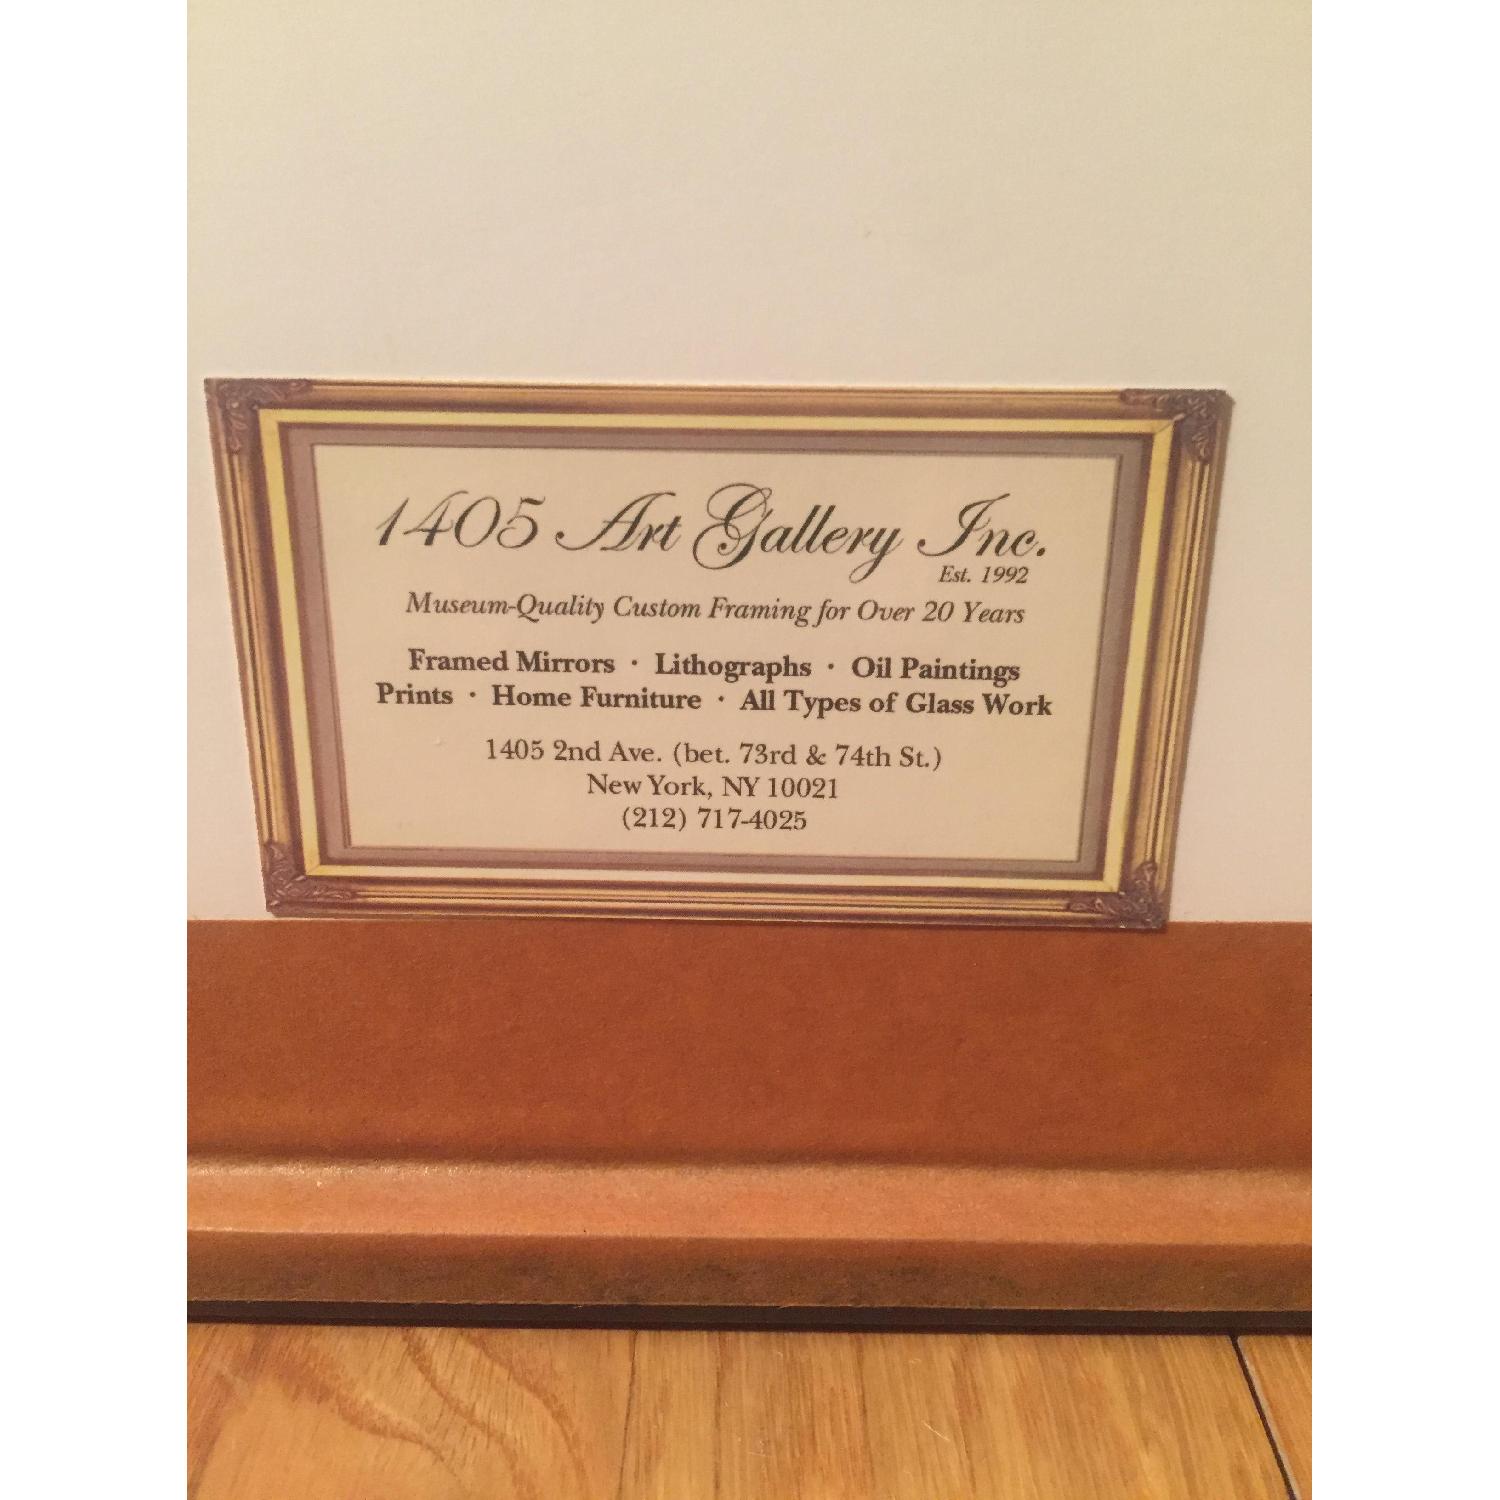 1405 Art Gallery Inc.
Est. 1992
Museum-Quality Custom Framing for Over 20 Years
Framed Mirrors · Lithographs · Oil Paintings
Prints · Home Furniture · All Types of Glass Work
1405 2nd Ave. (bet. 73rd & 74th St.)
New York, NY 10021
(212) 717-4025